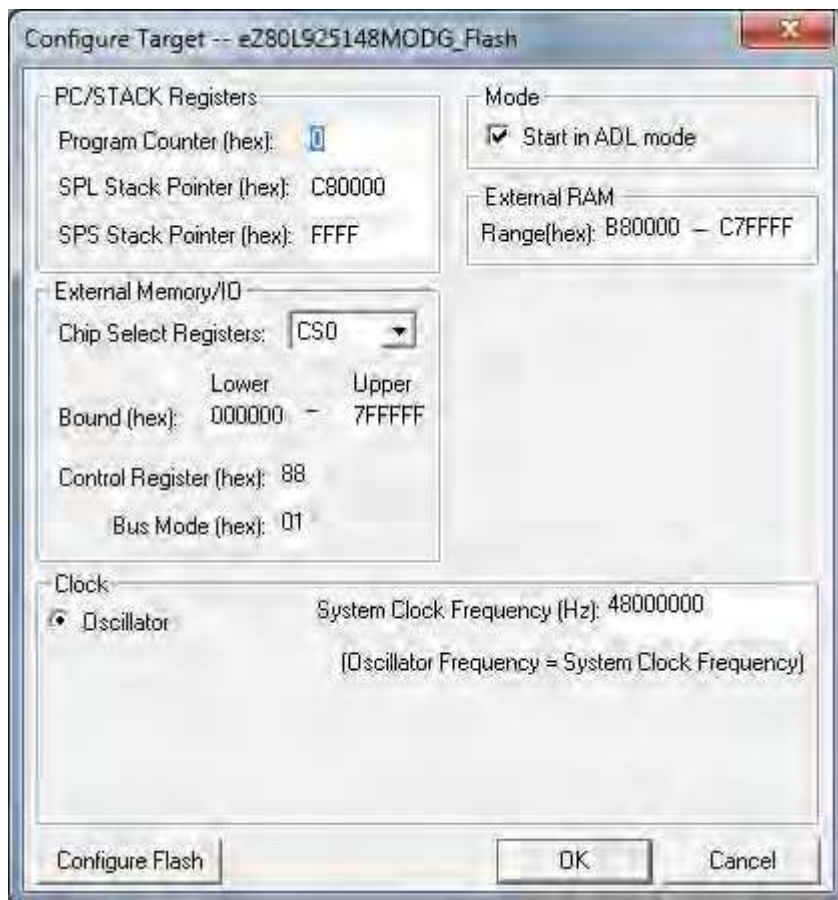 Configure Target -- eZ80L925148MODG_Flash
PC/STACK Registers
Program Counter (hex): 0
SPL Stack Pointer (hex): C80000
SPS Stack Pointer (hex): FFFF
Mode
Start in ADL mode
External RAM
Range(hex): B80000 – C7FFFF
External Memory/IO
Chip Select Registers: CS0
Lower Upper
Bound (hex): 000000 – 7FFFFF
Control Register (hex): 88
Bus Mode (hex): 01
Clock
Oscillator
System Clock Frequency (Hz): 48000000
(Oscillator Frequency = System Clock Frequency)
Configure Flash
OK
Cancel